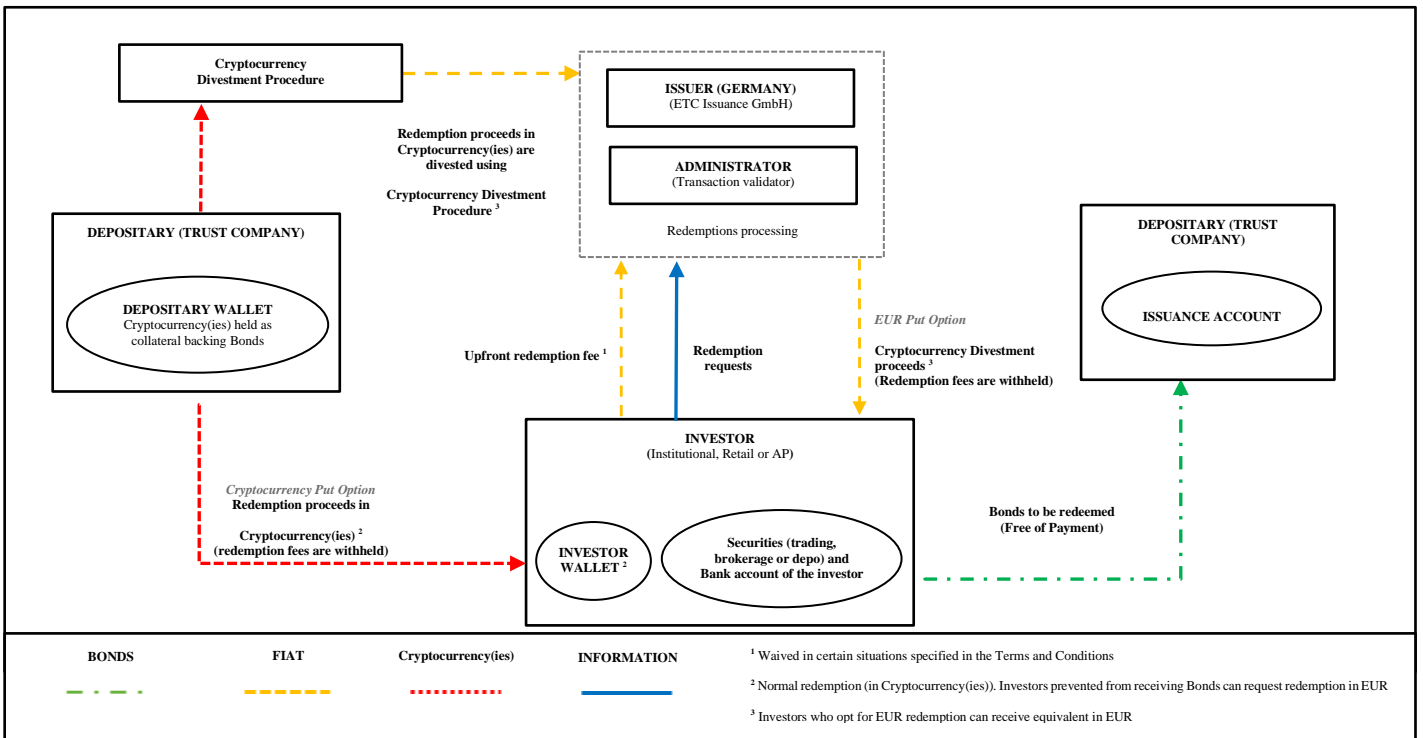 Cryptocurrency
Divestment Procedure
ISSUER (GERMANY)
(ETC Issuance GmbH)
ADMINISTRATOR
(Transaction validator)
Redemptions processing
Redemption proceeds in
Cryptocurrency(ies) are
divested using
Cryptocurrency Divestment
Procedure ³
DEPOSITARY (TRUST COMPANY)
DEPOSITARY WALLET
Cryptocurrency(ies) held as
collateral backing Bonds
DEPOSITARY (TRUST
COMPANY)
ISSUANCE ACCOUNT
Upfront redemption fee ¹
Redemption
requests
EUR Put Option
Cryptocurrency Divestment
proceeds ³
(Redemption fees are withheld)
INVESTOR
(Institutional, Retail or AP)
INVESTOR
WALLET ²
Securities (trading,
brokerage or depo) and
Bank account of the investor
Cryptocurrency Put Option
Redemption proceeds in
Cryptocurrency(ies) ²
(redemption fees are withheld)
Bonds to be redeemed
(Free of Payment)
BONDS
FIAT
Cryptocurrency(ies)
INFORMATION
¹ Waived in certain situations specified in the Terms and Conditions
² Normal redemption (in Cryptocurrency(ies)). Investors prevented from receiving Bonds can request redemption in EUR
³ Investors who opt for EUR redemption can receive equivalent in EUR